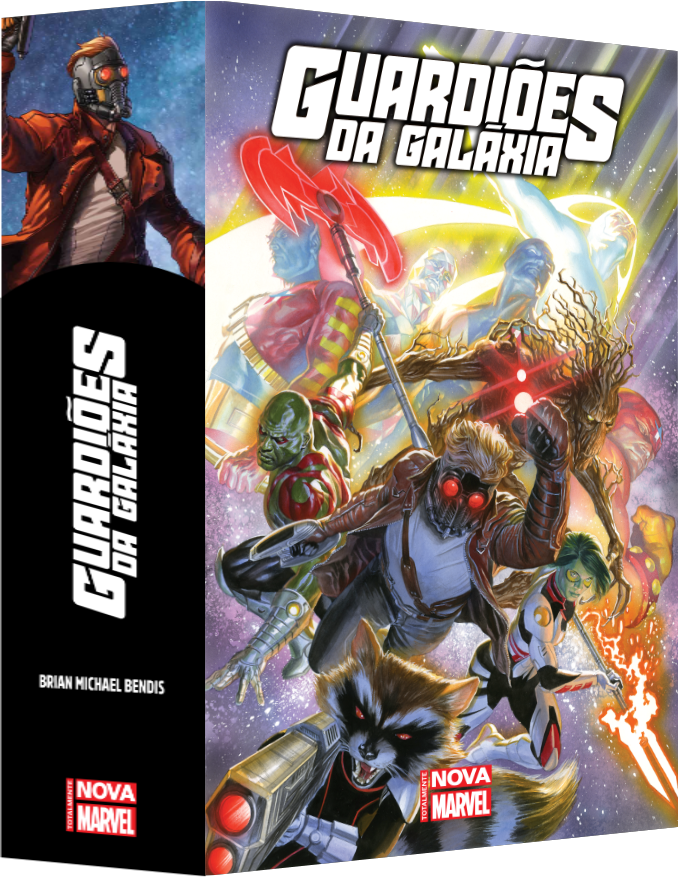 GUARDIÕES
DA GALÁXIA
TOTALMENTE
NOVA
MARVEL
GUARDIÕES
DA GALÁXIA
BRIAN MICHAEL BENDIS
TOTALMENTE
NOVA
MARVEL